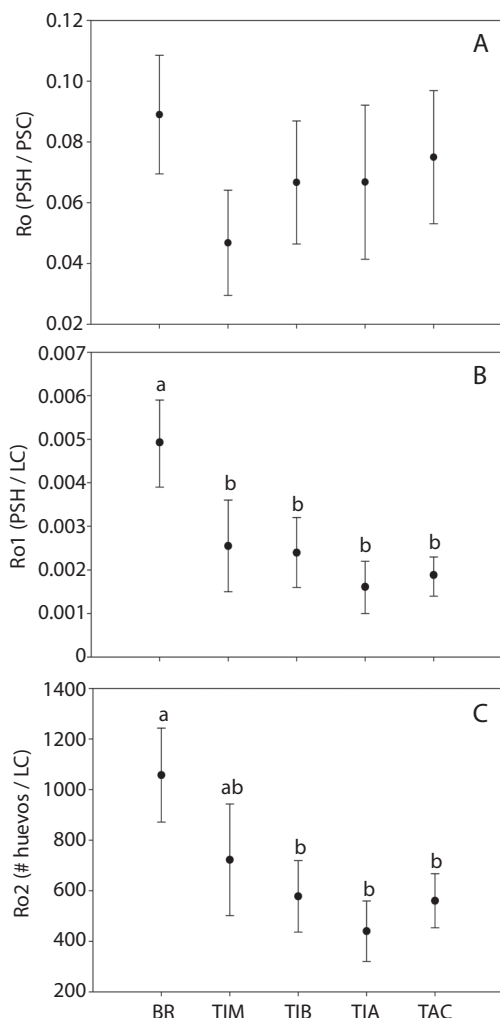 A
Ro (PSH / PSC)
0.12
0.10
0.08
0.06
0.04
0.02
B
Ro1 (PSH / LC)
0.007
0.006
0.005
0.004
0.003
0.002
0.001
0
a
b
b
b
b
C
Ro2 (# huevos / LC)
1400
1200
1000
800
600
400
200
a
ab
b
b
b
BR TIM TIB TIA TAC